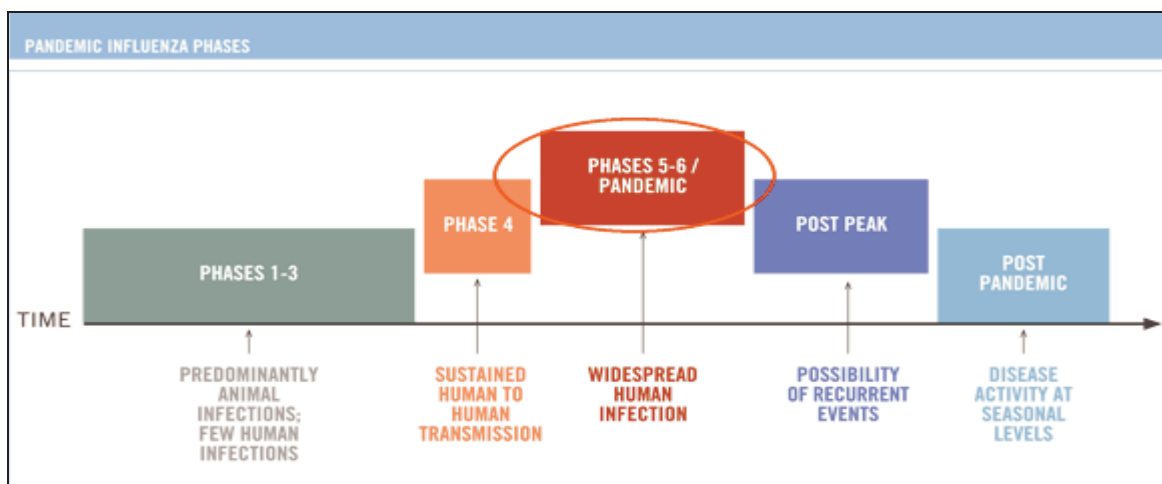 PANDEMIC INFLUENZA PHASES
PHASES 1-3
PHASE 4
PHASES 5-6 /
PANDEMIC
POST PEAK
POST
PANDEMIC
TIME
PREDOMINANTLY
ANIMAL
INFECTIONS;
FEW HUMAN
INFECTIONS
SUSTAINED
HUMAN TO
HUMAN
TRANSMISSION
WIDESPREAD
HUMAN
INFECTION
POSSIBILITY
OF RECURRENT
EVENTS
DISEASE
ACTIVITY AT
SEASONAL
LEVELS